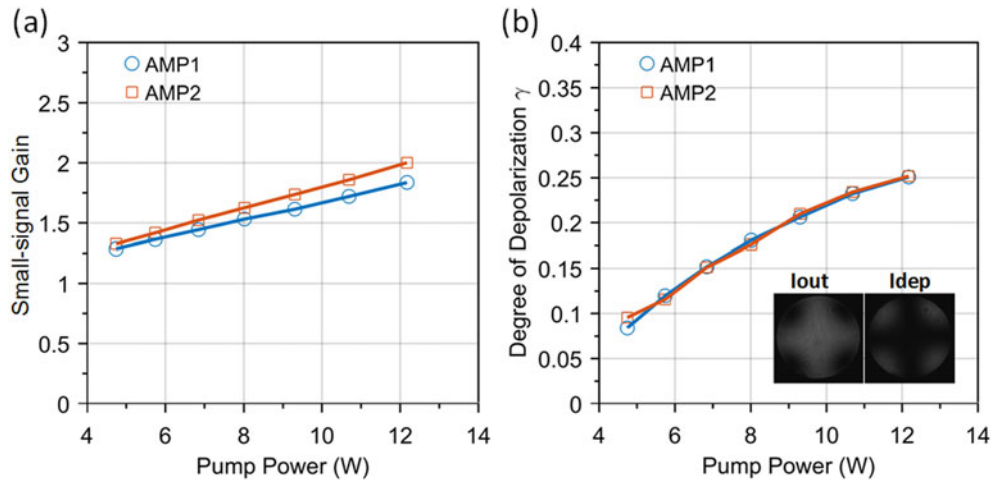 (a)
3
2.5
2
1.5
1
0.5
0
Small-signal Gain
AMP1
AMP2
4
6
8
10
12
14
Pump Power (W)
(b)
0.4
0.35
0.3
0.25
0.2
0.15
0.1
0.05
0
Degree of Depolarization γ
AMP1
AMP2
Iout Idep
4
6
8
10
12
14
Pump Power (W)